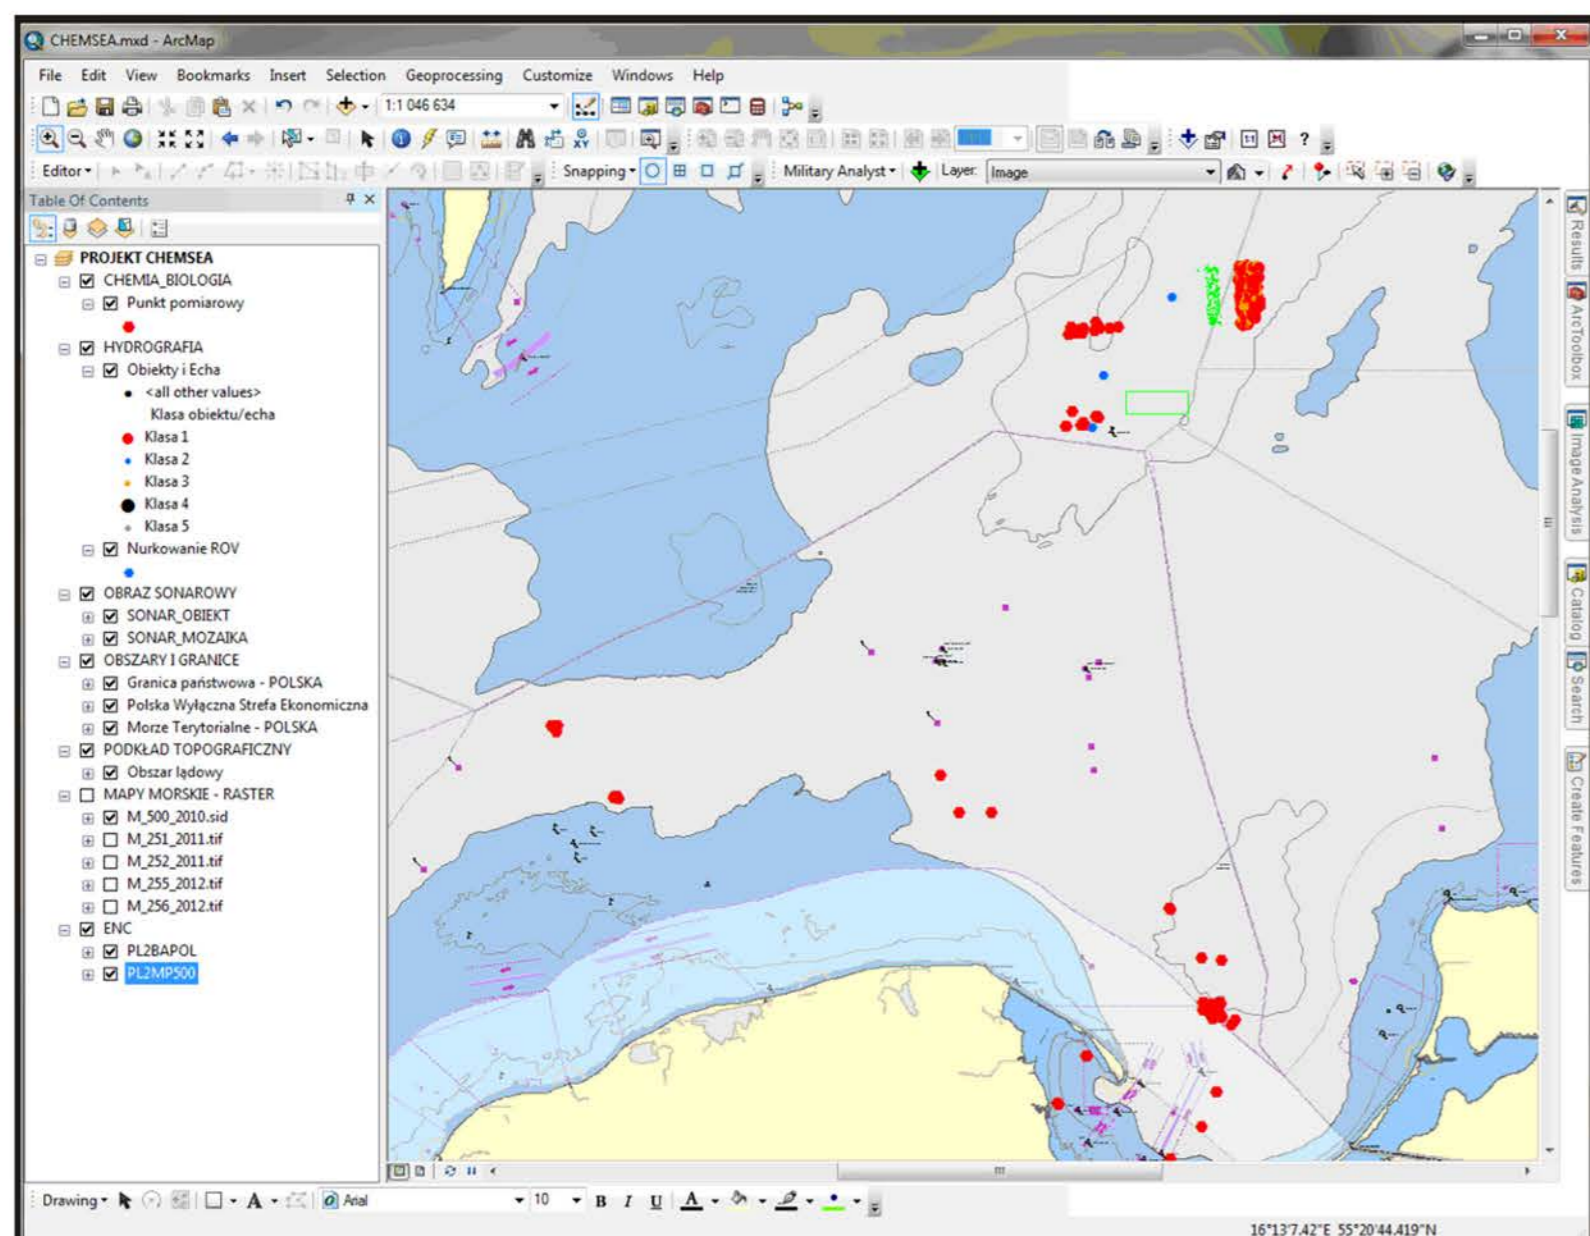 CHEMSEA.mxd - ArcMap
File Edit View Bookmarks Insert Selection Geoprocessing Customize Windows Help
1:1 046 634
Editor Snapping Military Analyst Layer: Image
Table Of Contents
PROJEKT CHEMSEA
CHEMIA_BIOLOGIA
Punkt pomiarowy
HYDROGRAFIA
Obiekty i Echa
<all other values>
Klasa obiektu/echa
Klasa 1
Klasa 2
Klasa 3
Klasa 4
Klasa 5
Nurkowanie ROV
OBRAZ SONAROWY
SONAR_OBIEKT
SONAR_MOZAIKA
OBSZARY I GRANICE
Granica państwowa - POLSKA
Polska Wyłączna Strefa Ekonomiczna
Morze Terytorialne - POLSKA
PODKŁAD TOPOGRAFICZNY
Obszar lądowy
MAPY MORSKIE - RASTER
M_500_2010.sid
M_251_2011.tif
M_252_2011.tif
M_255_2012.tif
M_256_2012.tif
ENC
PL2BAPOL
PL2MP500
Results
ArcToolbox
Image Analysis
Catalog
Search
Create Features
Drawing A Arial 10 B I U A
16°13'7.42"E 55°20'44.419"N